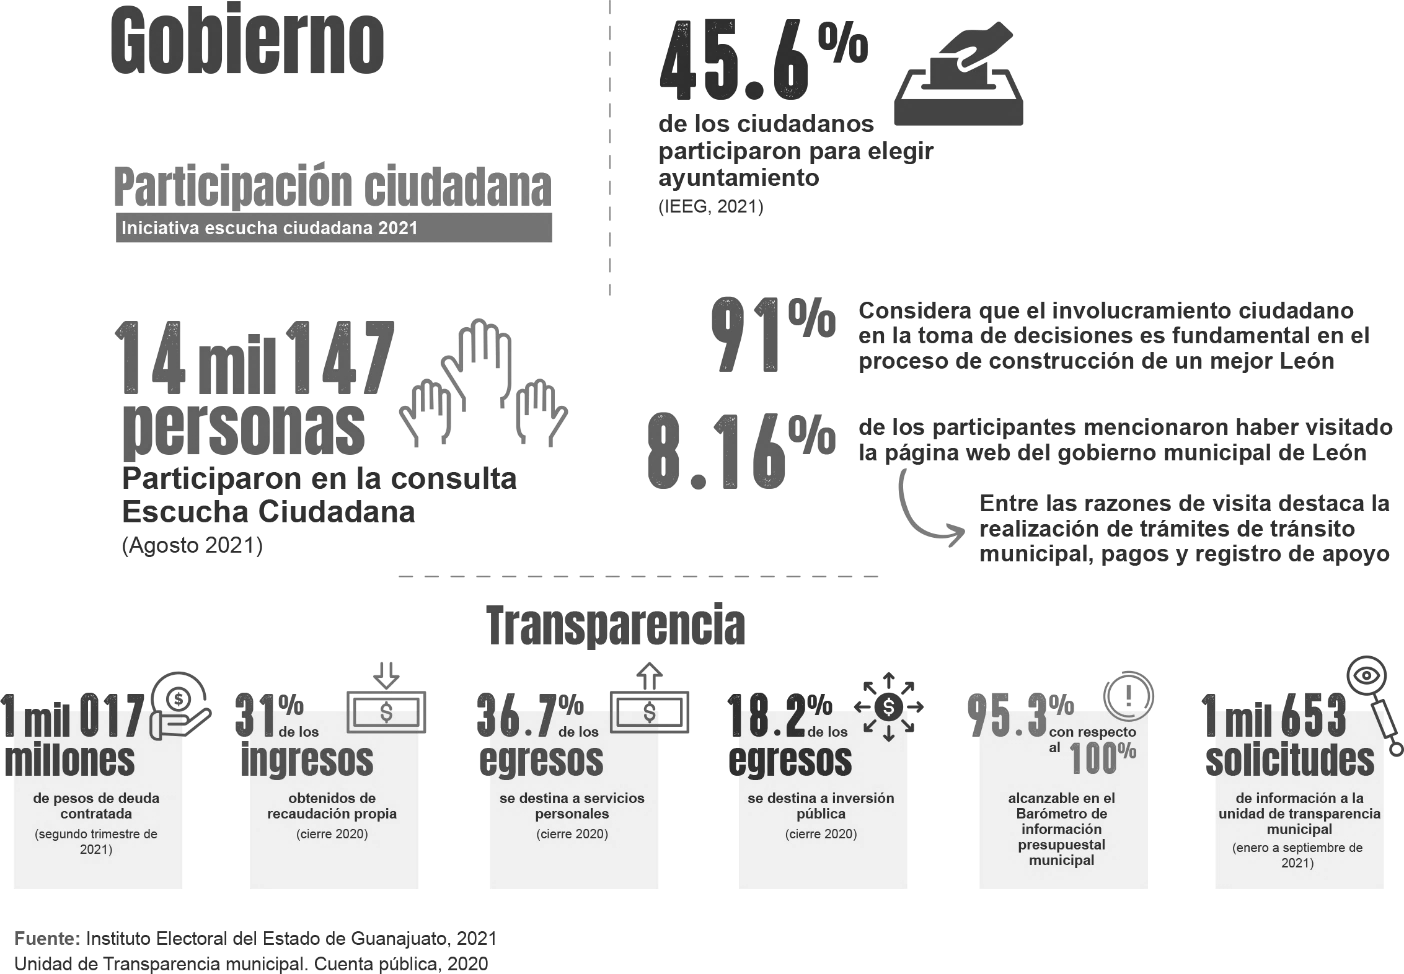 Gobierno
Participación ciudadana
Iniciativa escucha ciudadana 2021
45.6%
de los ciudadanos
participaron para elegir
ayuntamiento
(IEEG, 2021)
14 mil 147
personas
Participaron en la consulta
Escucha Ciudadana
(Agosto 2021)
91%
Considera que el involucramiento ciudadano
en la toma de decisiones es fundamental en el
proceso de construcción de un mejor León
8.16%
de los participantes mencionaron haber visitado
la página web del gobierno municipal de León
Entre las razones de visita destaca la
realización de trámites de tránsito
municipal, pagos y registro de apoyo
Transparencia
$
1 mil 017
millones
de pesos de deuda
contratada
(segundo trimestre de
2021)
$
31% de los
ingresos
obtenidos de
recaudación propia
(cierre 2020)
$
36.7% de los
egresos
se destina a servicios
personales
(cierre 2020)
$
18.2% de los
egresos
se destina a inversión
pública
(cierre 2020)
!
95.3% con respecto
al 100%
alcanzable en el
Barómetro de
información
presupuestal
municipal
1 mil 653
solicitudes
de información a la
unidad de transparencia
municipal
(enero a septiembre de
2021)
Fuente: Instituto Electoral del Estado de Guanajuato, 2021
Unidad de Transparencia municipal. Cuenta pública, 2020